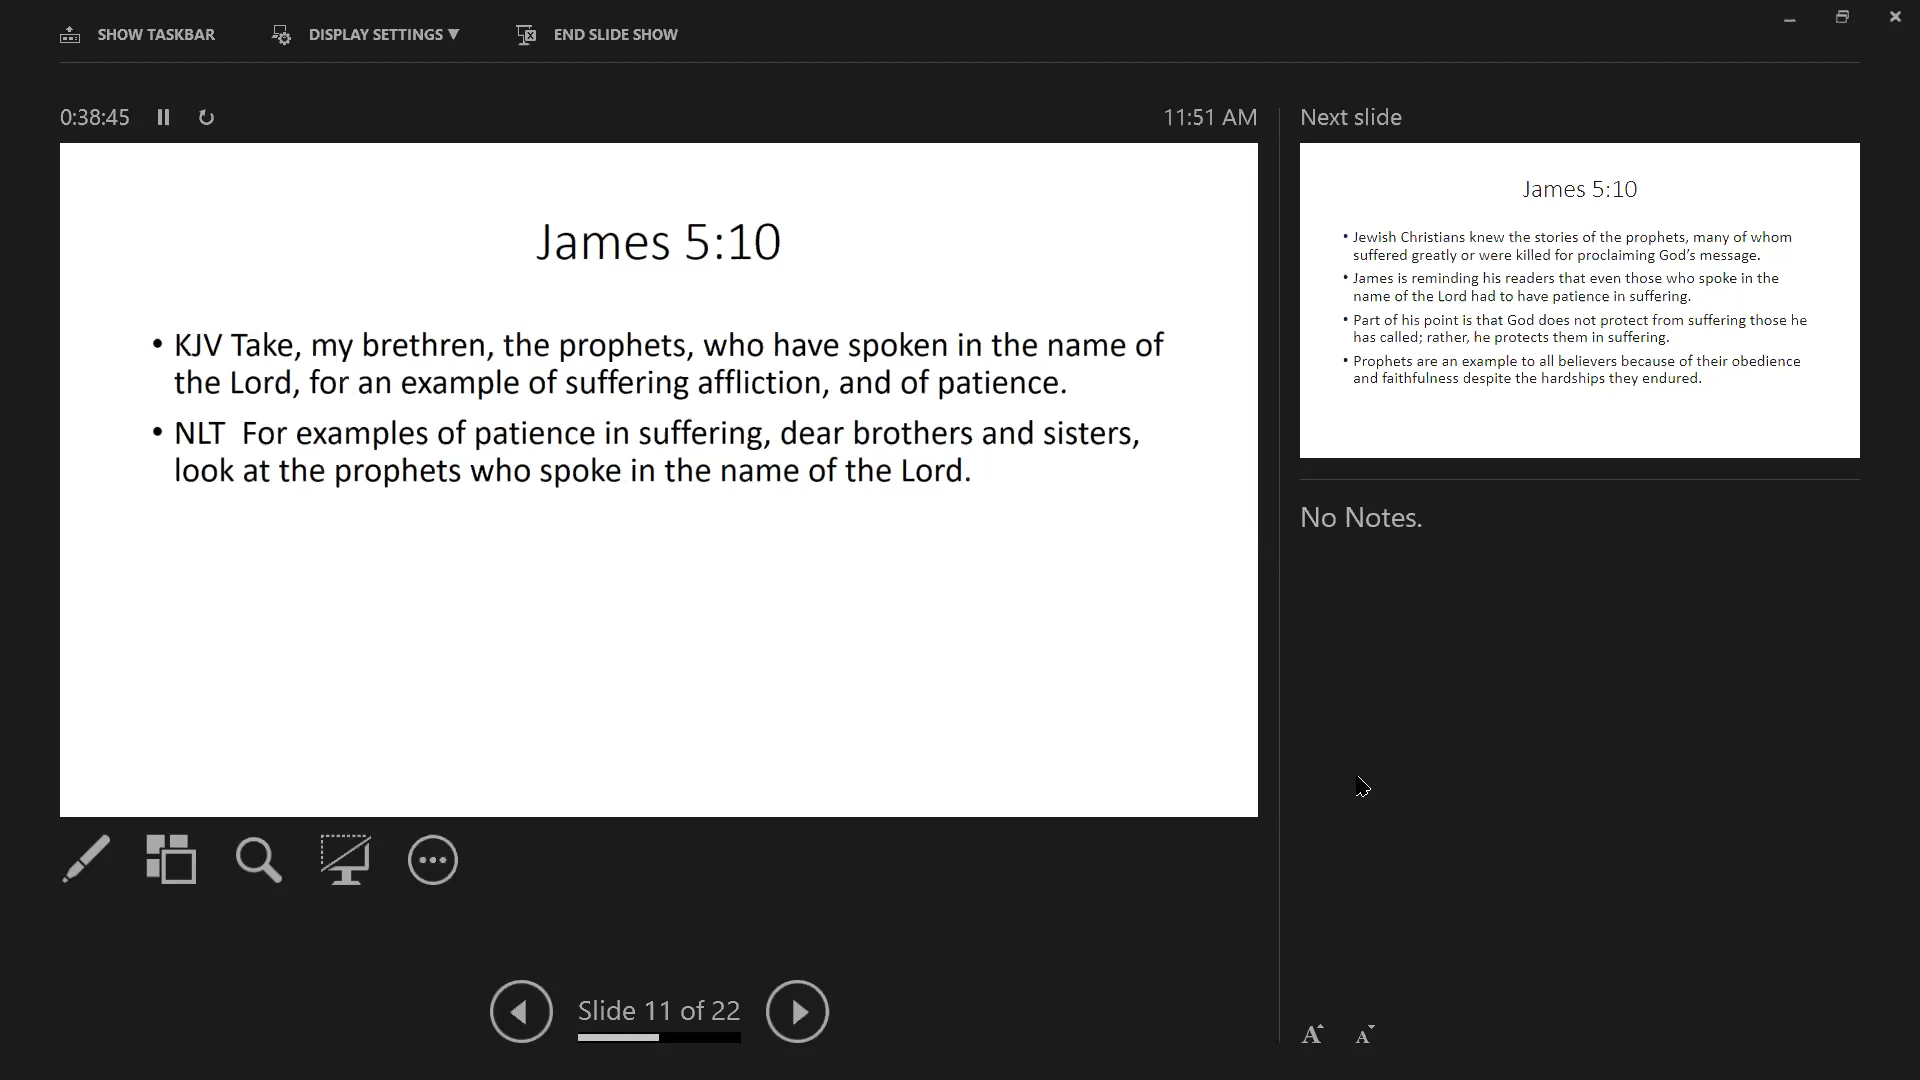 SHOW TASKBAR DISPLAY SETTINGS ▼ END SLIDE SHOW
0:38:45 11:51 AM
James 5:10
• KJV Take, my brethren, the prophets, who have spoken in the name of
the Lord, for an example of suffering affliction, and of patience.
• NLT  For examples of patience in suffering, dear brothers and sisters,
look at the prophets who spoke in the name of the Lord.
Slide 11 of 22
Next slide
James 5:10
• Jewish Christians knew the stories of the prophets, many of whom
suffered greatly or were killed for proclaiming God’s message.
• James is reminding his readers that even those who spoke in the
name of the Lord had to have patience in suffering.
• Part of his point is that God does not protect from suffering those he
has called; rather, he protects them in suffering.
• Prophets are an example to all believers because of their obedience
and faithfulness despite the hardships they endured.
No Notes.
A A